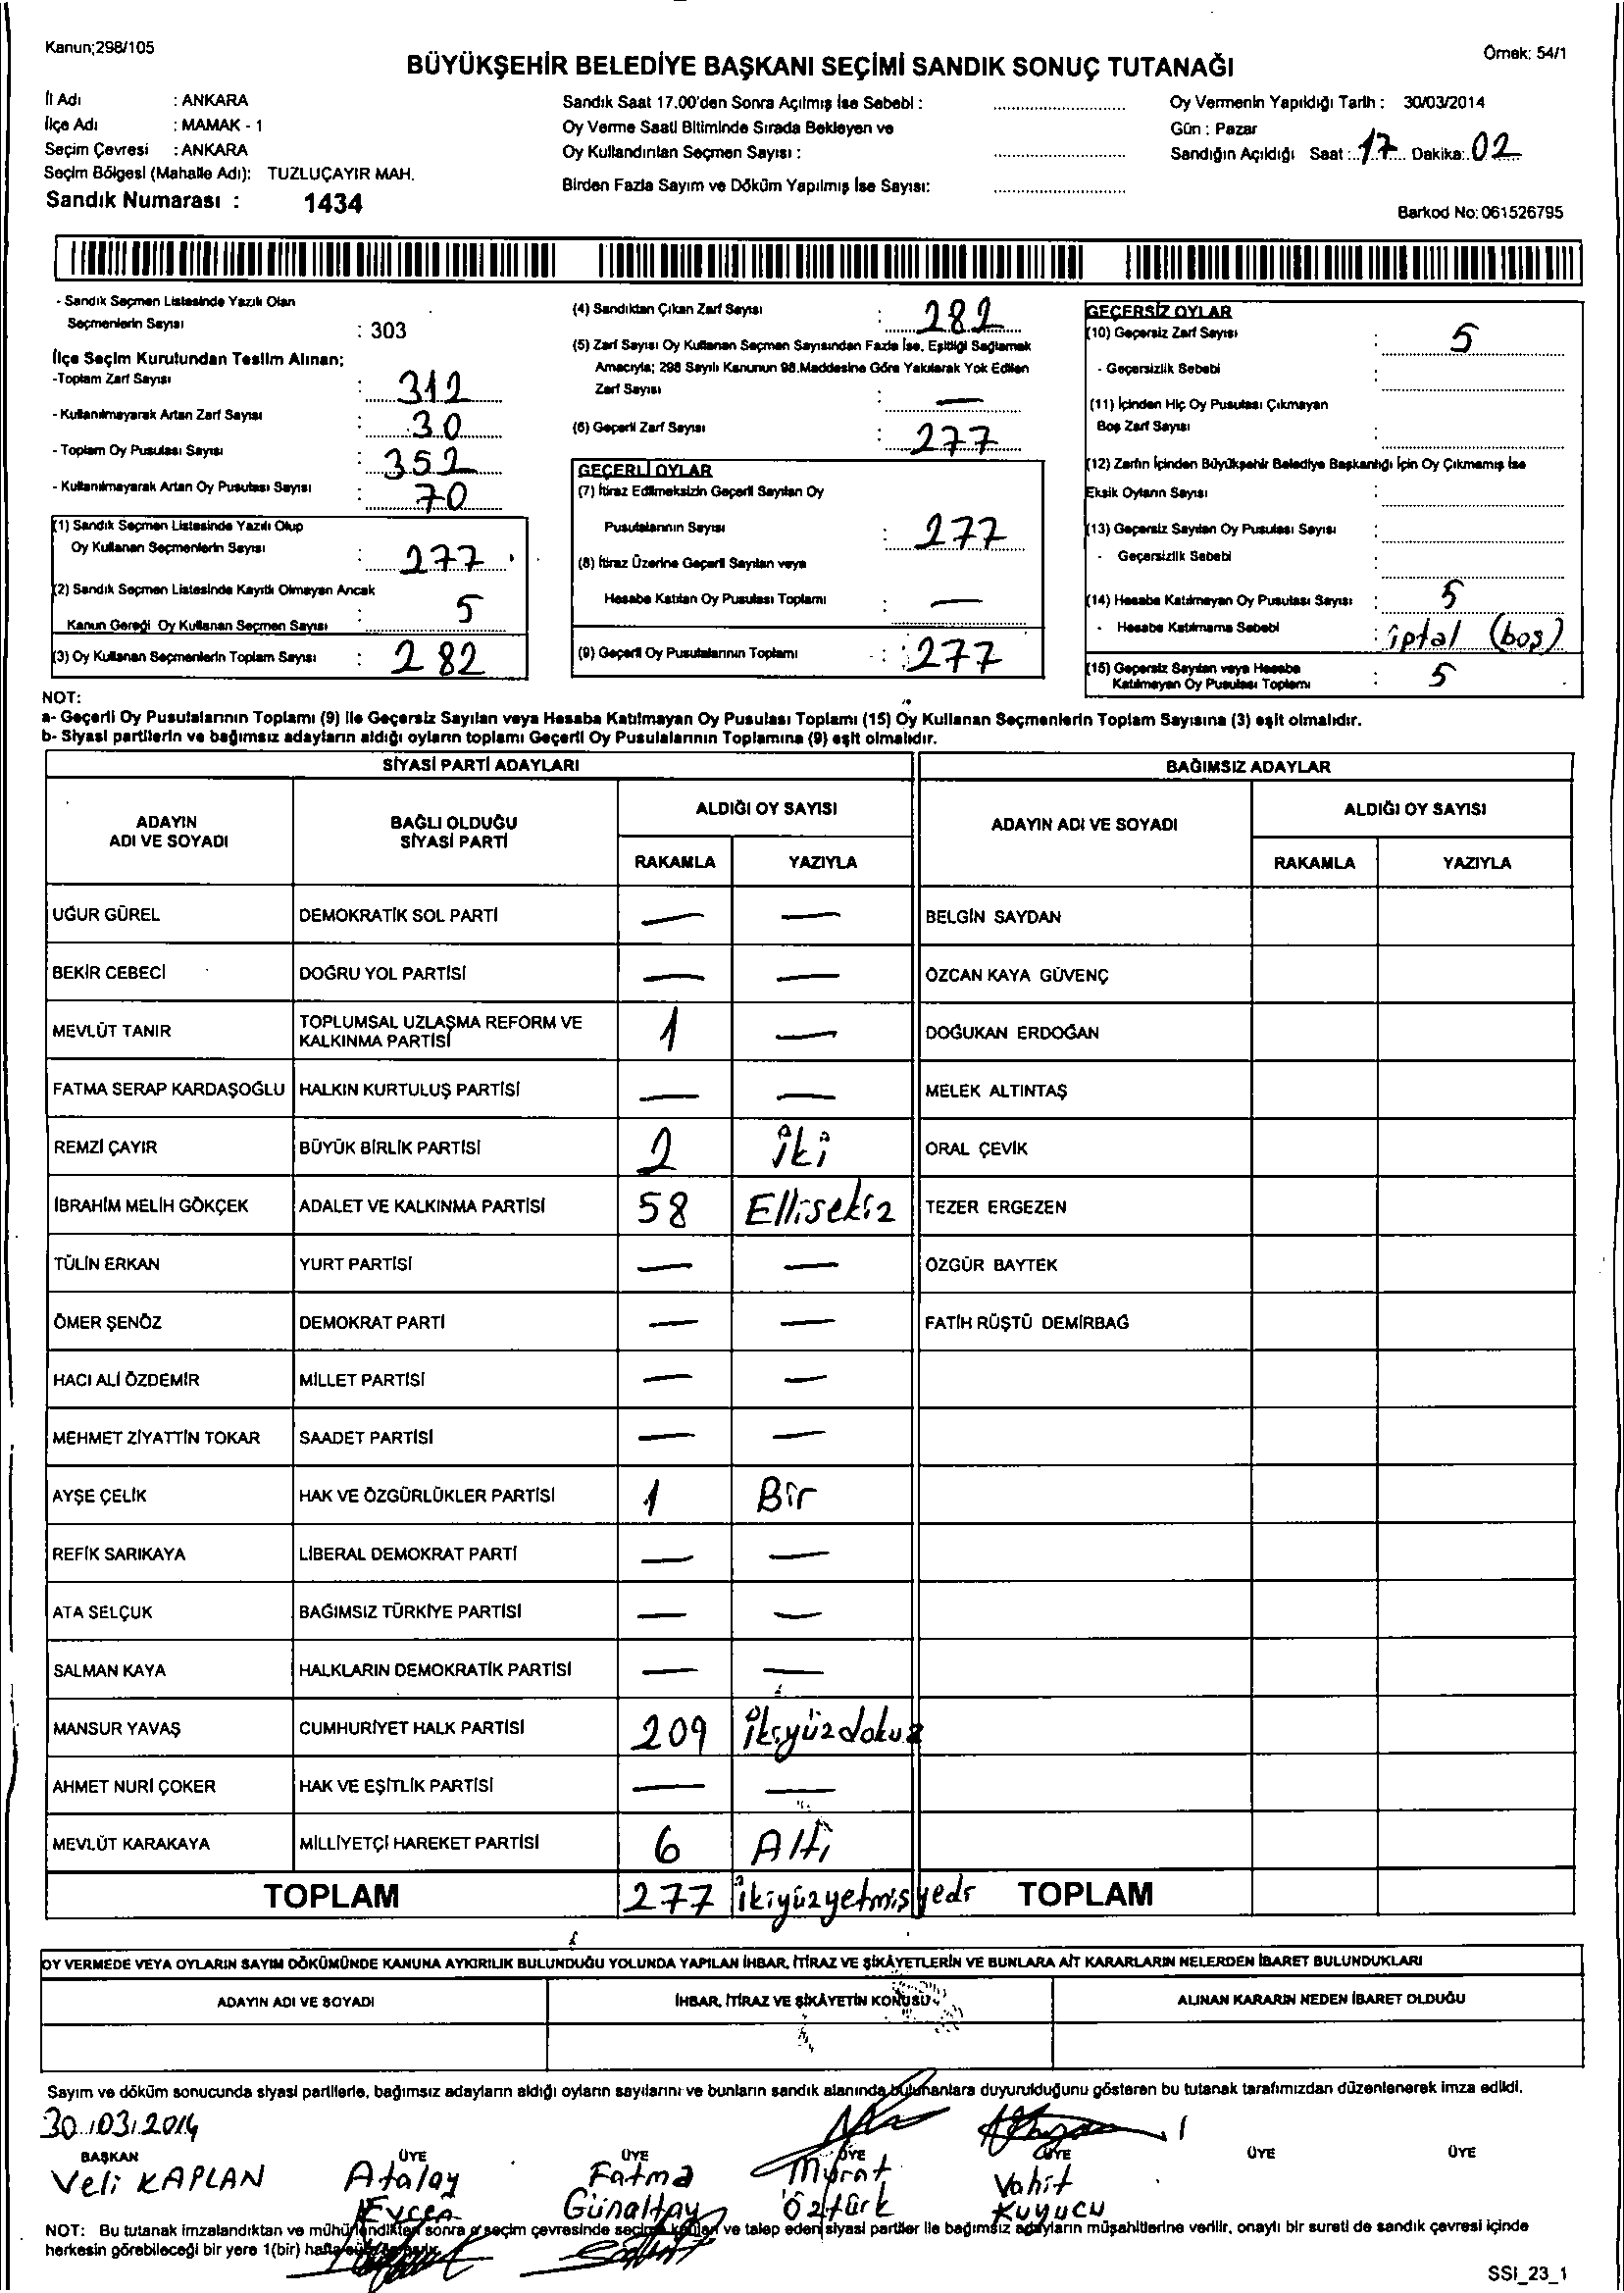 Kanun;298/105
Örnek: 54/1
BÜYÜKŞEHİR BELEDİYE BAŞKANI SEÇİMİ SANDIK SONUÇ TUTANAĞI
İl Adı : ANKARA
İlçe Adı : MAMAK - 1
Seçim Çevresi : ANKARA
Seçim Bölgesi (Mahalle Adı): TUZLUÇAYIR MAH.
Sandık Numarası : 1434
Sandık Saat 17.00'den Sonra Açılmış İse Sebebi :
Oy Verme Saati Bitiminde Sırada Bekleyen ve
Oy Kullandırılan Seçmen Sayısı :
Birden Fazla Sayım ve Döküm Yapılmış İse Sayısı:
Oy Vermenin Yapıldığı Tarih : 30/03/2014
Gün : Pazar
Sandığın Açıldığı Saat : 17 Dakika: 02
Barkod No: 061526795
- Sandık Seçmen Listesinde Yazılı Olan
Seçmenlerin Sayısı : 303
İlçe Seçim Kurulundan Teslim Alınan;
-Toplam Zarf Sayısı : 312
- Kullanılmayarak Artan Zarf Sayısı : 30
- Toplam Oy Pusulası Sayısı : 352
- Kullanılmayarak Artan Oy Pusulası Sayısı : 70
(1) Sandık Seçmen Listesinde Yazılı Olup
Oy Kullanan Seçmenlerin Sayısı : 277
(2) Sandık Seçmen Listesinde Kayıtlı Olmayan Ancak
Kanun Gereği Oy Kullanan Seçmen Sayısı : 5
(3) Oy Kullanan Seçmenlerin Toplam Sayısı : 282
(4) Sandıktan Çıkan Zarf Sayısı : 282
(5) Zarf Sayısı Oy Kullanan Seçmen Sayısından Fazla İse, Eşitliği Sağlamak
Amacıyla; 298 Sayılı Kanunun 98.Maddesine Göre Yakılarak Yok Edilen
Zarf Sayısı : —
(6) Geçerli Zarf Sayısı : 277
GEÇERLİ OYLAR
(7) İtiraz Edilmeksizin Geçerli Sayılan Oy
Pusulalarının Sayısı : 277
(8) İtiraz Üzerine Geçerli Sayılan veya
Hesaba Katılan Oy Pusulası Toplamı : —
(9) Geçerli Oy Pusulalarının Toplamı : 277
GEÇERSİZ OYLAR
(10) Geçersiz Zarf Sayısı : 5
- Geçersizlik Sebebi :
(11) İçinden Hiç Oy Pusulası Çıkmayan
Boş Zarf Sayısı :
(12) Zarfın İçinden Büyükşehir Belediye Başkanlığı İçin Oy Çıkmamış İse
Eksik Oyların Sayısı :
(13) Geçersiz Sayılan Oy Pusulası Sayısı :
- Geçersizlik Sebebi :
(14) Hesaba Katılmayan Oy Pusulası Sayısı : 5
- Hesaba Katılmama Sebebi : iptal (boş)
(15) Geçersiz Sayılan veya Hesaba
Katılmayan Oy Pusulası Toplamı : 5
NOT:
a- Geçerli Oy Pusulalarının Toplamı (9) ile Geçersiz Sayılan veya Hesaba Katılmayan Oy Pusulası Toplamı (15) Oy Kullanan Seçmenlerin Toplam Sayısına (3) eşit olmalıdır.
b- Siyasi partilerin ve bağımsız adayların aldığı oyların toplamı Geçerli Oy Pusulalarının Toplamına (9) eşit olmalıdır.
SİYASİ PARTİ ADAYLARI BAĞIMSIZ ADAYLAR
ADAYIN ADI VE SOYADI BAĞLI OLDUĞU SİYASİ PARTİ ALDIĞI OY SAYISI ADAYIN ADI VE SOYADI ALDIĞI OY SAYISI
RAKAMLA YAZIYLA RAKAMLA YAZIYLA
UĞUR GÜREL DEMOKRATİK SOL PARTİ — — BELGİN SAYDAN
BEKİR CEBECİ DOĞRU YOL PARTİSİ — — ÖZCAN KAYA GÜVENÇ
MEVLÜT TANIR TOPLUMSAL UZLAŞMA REFORM VE KALKINMA PARTİSİ 1 — DOĞUKAN ERDOĞAN
FATMA SERAP KARDAŞOĞLU HALKIN KURTULUŞ PARTİSİ — — MELEK ALTINTAŞ
REMZİ ÇAYIR BÜYÜK BİRLİK PARTİSİ 2 iki ORAL ÇEVİK
İBRAHİM MELİH GÖKÇEK ADALET VE KALKINMA PARTİSİ 58 Ellisekiz TEZER ERGEZEN
TÜLİN ERKAN YURT PARTİSİ — — ÖZGÜR BAYTEK
ÖMER ŞENÖZ DEMOKRAT PARTİ — — FATİH RÜŞTÜ DEMİRBAĞ
HACI ALİ ÖZDEMİR MİLLET PARTİSİ — —
MEHMET ZİYATTİN TOKAR SAADET PARTİSİ — —
AYŞE ÇELİK HAK VE ÖZGÜRLÜKLER PARTİSİ 1 Bir
REFİK SARIKAYA LİBERAL DEMOKRAT PARTİ — —
ATA SELÇUK BAĞIMSIZ TÜRKİYE PARTİSİ — —
SALMAN KAYA HALKLARIN DEMOKRATİK PARTİSİ — —
MANSUR YAVAŞ CUMHURİYET HALK PARTİSİ 209 ikiyüzdokuz
AHMET NURİ ÇOKER HAK VE EŞİTLİK PARTİSİ — —
MEVLÜT KARAKAYA MİLLİYETÇİ HAREKET PARTİSİ 6 Altı
TOPLAM 277 ikiyüzyetmişyedi TOPLAM
OY VERMEDE VEYA OYLARIN SAYIM DÖKÜMÜNDE KANUNA AYKIRILIK BULUNDUĞU YOLUNDA YAPILAN İHBAR, İTİRAZ VE ŞİKÂYETLERİN VE BUNLARA AİT KARARLARIN NELERDEN İBARET BULUNDUKLARI
ADAYIN ADI VE SOYADI İHBAR, İTİRAZ VE ŞİKÂYETİN KONUSU ALINAN KARARIN NEDEN İBARET OLDUĞU
Sayım ve döküm sonucunda siyasi partilerle, bağımsız adayların aldığı oyların sayılarını ve bunların sandık alanında bulunanlara duyurulduğunu gösteren bu tutanak tarafımızdan düzenlenerek imza edildi.
30/03/2014
BAŞKAN ÜYE ÜYE ÜYE ÜYE ÜYE ÜYE
Veli KAPLAN Atalay Fatma Murat Vahit
Evcen Günaltay Öztürk Kuyucu
NOT: Bu tutanak imzalandıktan ve mühürlendikten sonra o seçim çevresinde seçime katılan ve talep eden siyasi partiler ile bağımsız adayların müşahitlerine verilir, onaylı bir sureti de sandık çevresi içinde
herkesin görebileceği bir yere 1(bir) hafta
SSI_23_1